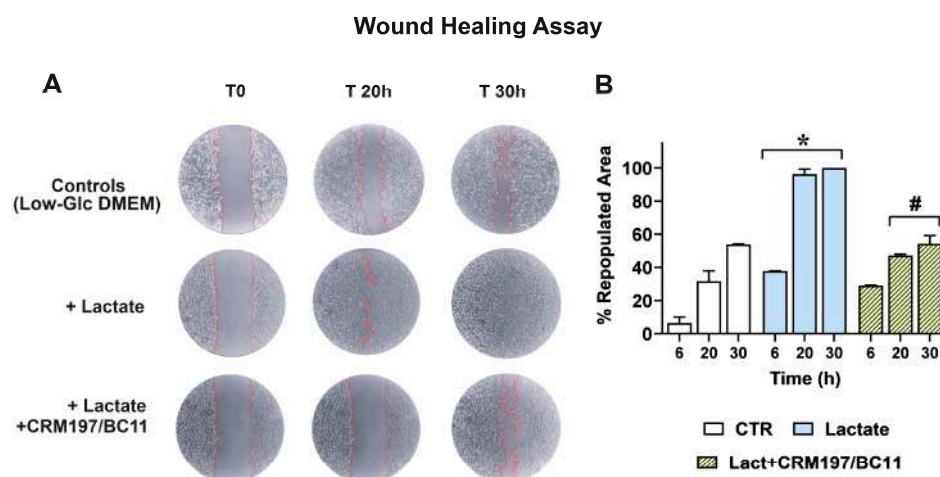 Wound Healing Assay
A
T0
T 20h
T 30h
Controls
(Low-Glc DMEM)
+ Lactate
+ Lactate
+CRM197/BC11
B
% Repopulated Area
100
80
60
40
20
0
*
#
6 20 30 6 20 30 6 20 30
Time (h)
CTR
Lactate
Lact+CRM197/BC11